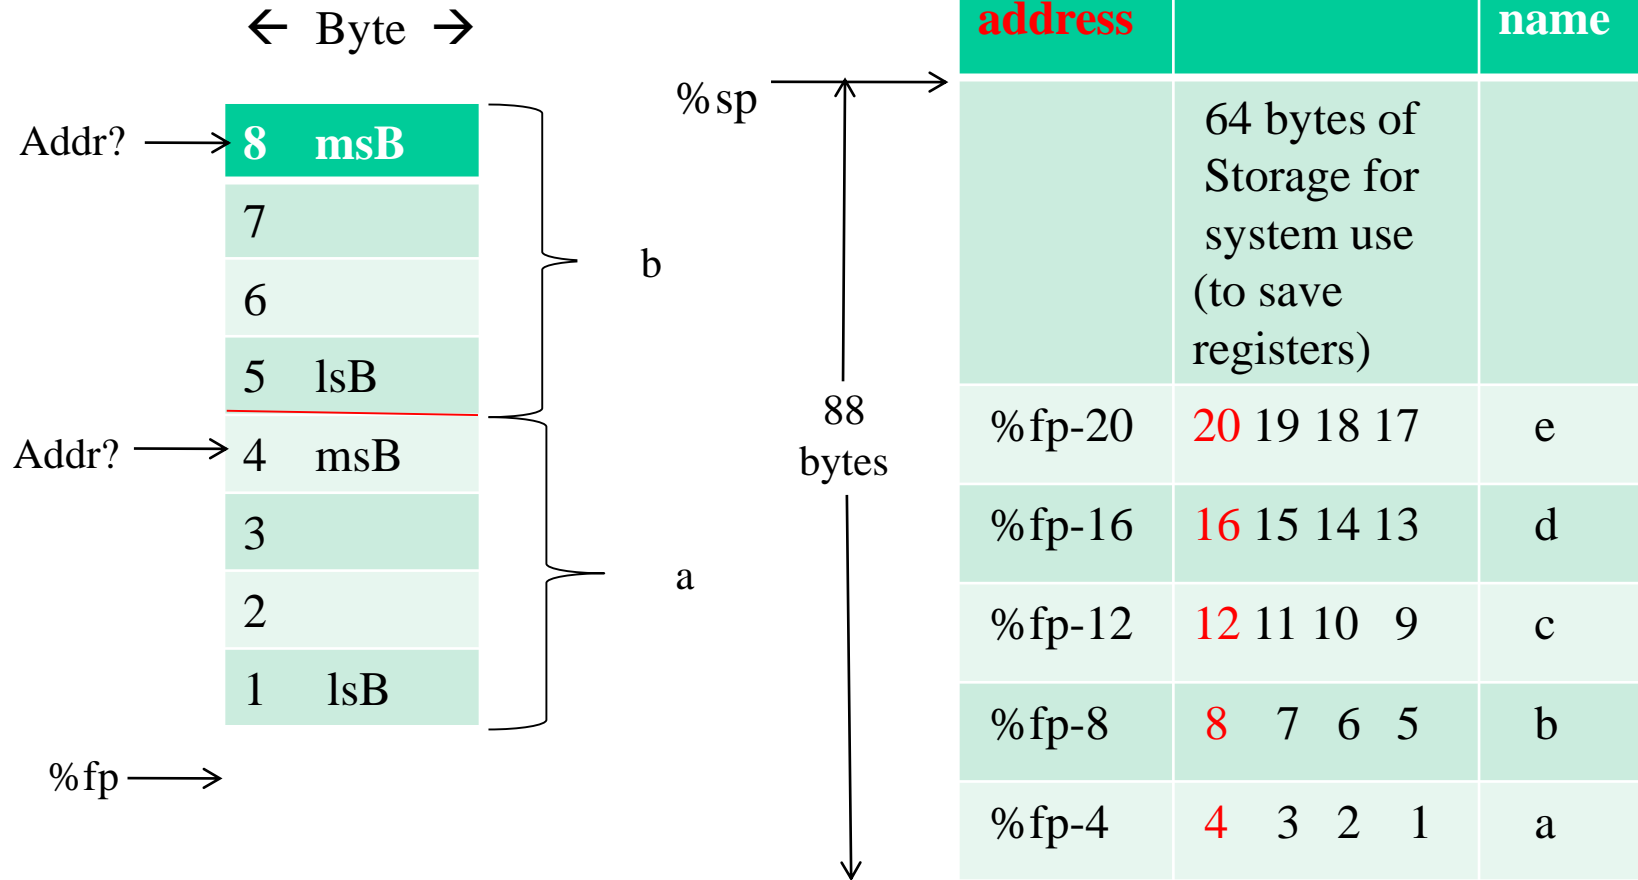 ← Byte →
Addr? 8 msB
7
6
b
5 lsB
Addr? 4 msB
3
2
a
1 lsB
%fp
%sp
88
bytes
address name
64 bytes of
Storage for
system use
(to save
registers)
%fp-20 20 19 18 17 e
%fp-16 16 15 14 13 d
%fp-12 12 11 10 9 c
%fp-8 8 7 6 5 b
%fp-4 4 3 2 1 a